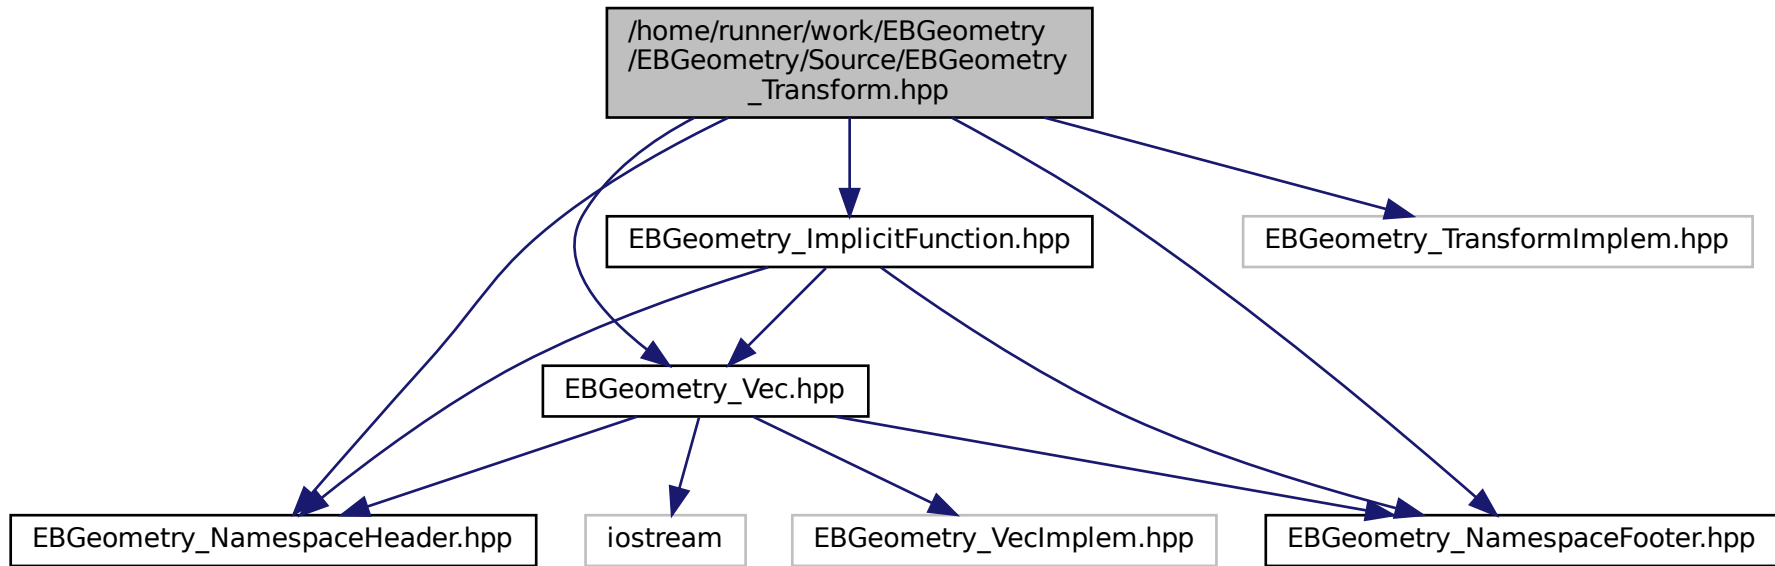 /home/runner/work/EBGeometry
/EBGeometry/Source/EBGeometry
_Transform.hpp
EBGeometry_ImplicitFunction.hpp
EBGeometry_TransformImplem.hpp
EBGeometry_Vec.hpp
EBGeometry_NamespaceHeader.hpp
iostream
EBGeometry_VecImplem.hpp
EBGeometry_NamespaceFooter.hpp